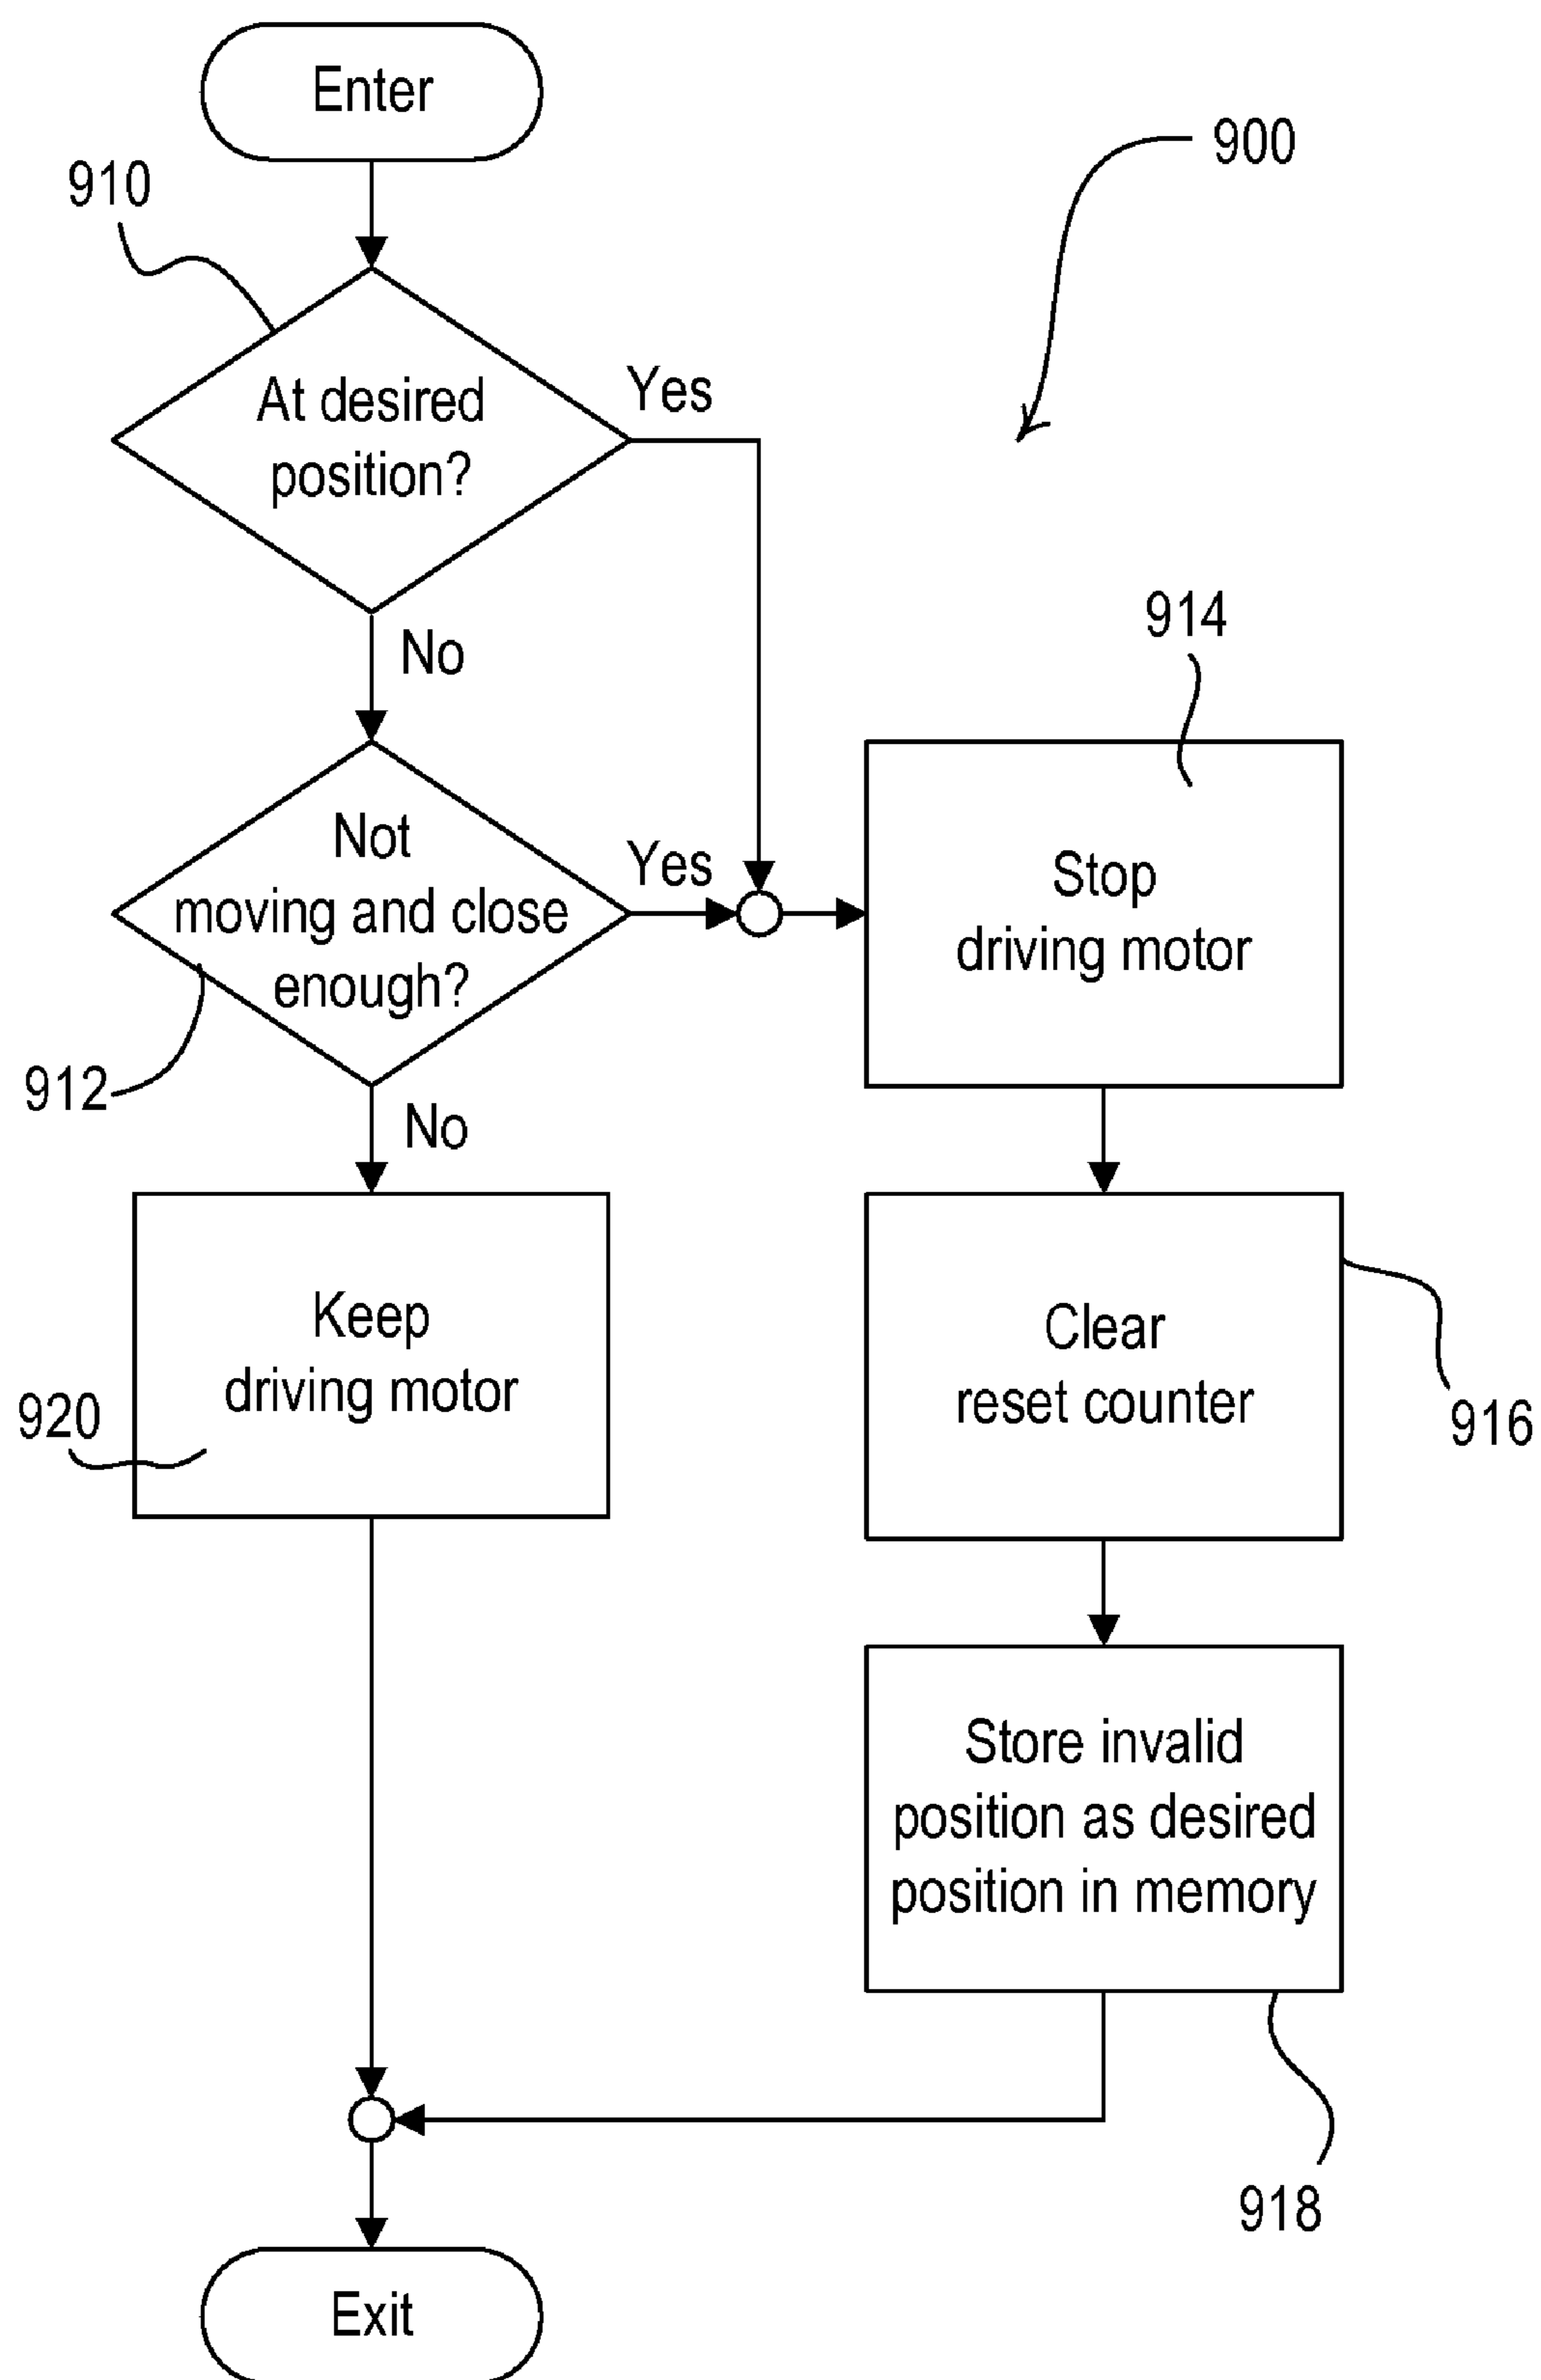 Enter
900
910
At desired
position?
Yes
No
914
Not
moving and close
enough?
Yes
912
No
Stop
driving motor
Keep
driving motor
920
Clear
reset counter
916
Store invalid
position as desired
position in memory
918
Exit